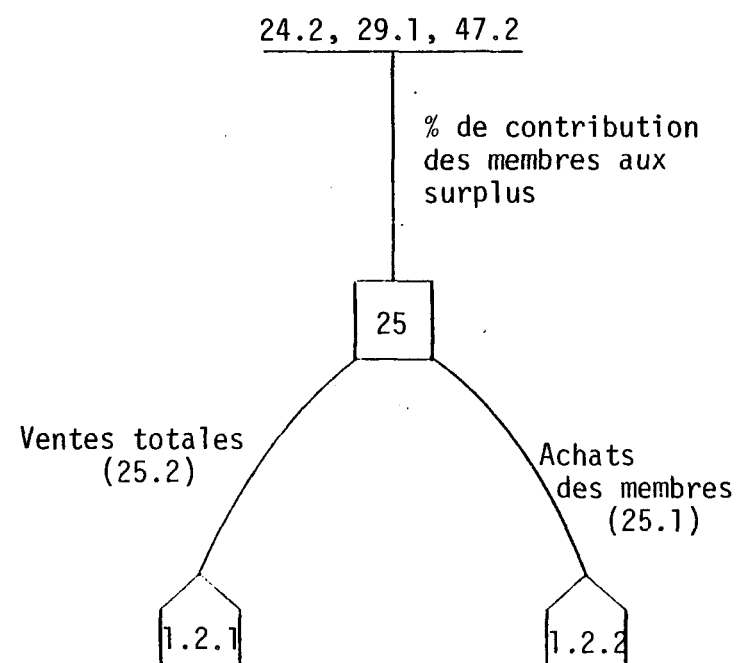 24.2, 29.1, 47.2
% de contribution
des membres aux
surplus
25
Ventes totales
(25.2)
Achats
des membres
(25.1)
1.2.1
1.2.2